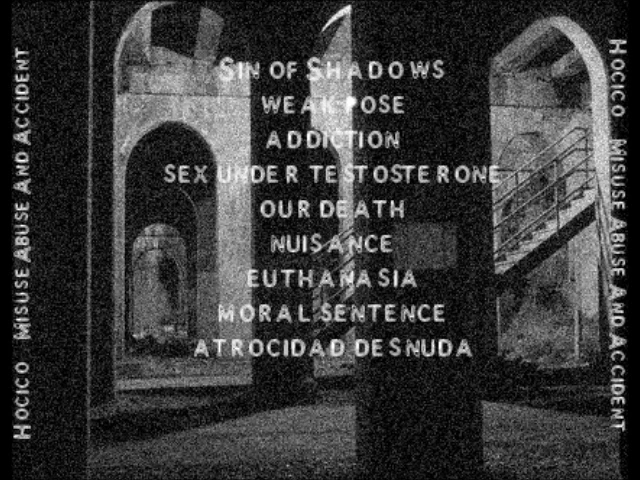 HOCICO MISUSE ABUSE AND ACCIDENT
SIN OF SHADOWS
WEAK POSE
ADDICTION
SEX UNDER TESTOSTERONE
OUR DEATH
NUISANCE
EUTHANASIA
MORAL SENTENCE
ATROCIDAD DESNUDA
HOCICO MISUSE ABUSE AND ACCIDENT